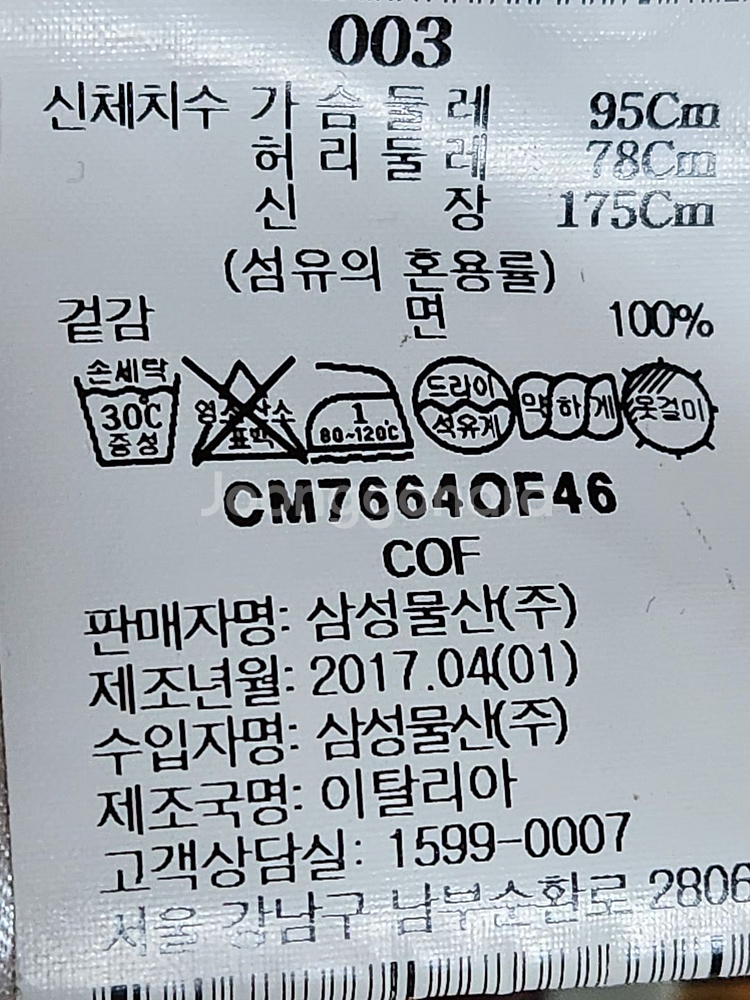 003
신체치수 가슴둘레 95Cm
허리둘레 78Cm
신장 175Cm
(섬유의 혼용률)
겉감 면 100%
손세탁 30℃ 중성 염소산소 표백 1 80~120℃ 드라이 석유계 약하게 옷걸이
Joonggonara
CM7664OF46
COF
판매자명: 삼성물산(주)
제조년월: 2017.04(01)
수입자명: 삼성물산(주)
제조국명: 이탈리아
고객상담실: 1599-0007
서울 강남구 남부순환로 2806